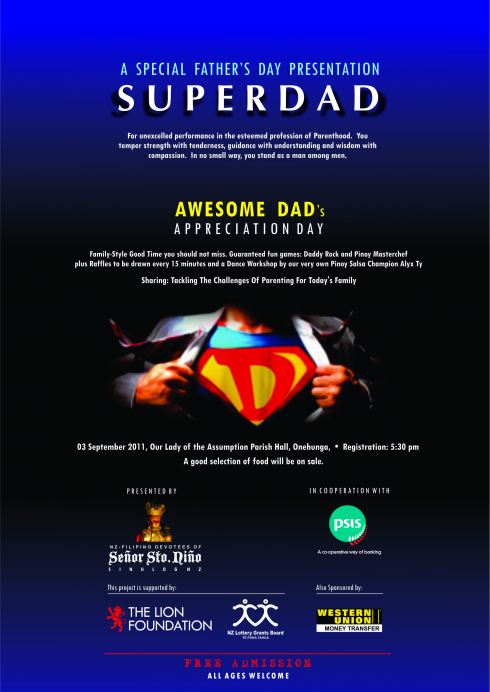 A SPECIAL FATHER'S DAY PRESENTATION
SUPERDAD
For unexcelled performance in the esteemed profession of Parenthood. You
temper strength with tenderness, guidance with understanding and wisdom with
compassion. In no small way, you stand as a man among men.
AWESOME DAD's
APPRECIATION DAY
Family-Style Good Time you should not miss. Guaranteed fun games: Daddy Rock and Pinoy Masterchef
plus Raffles to be drawn every 15 minutes and a Dance Workshop by our very own Pinoy Salsa Champion Alyx Ty
Sharing: Tackling The Challenges Of Parenting For Today's Family
D
03 September 2011, Our Lady of the Assumption Parish Hall, Onehunga, • Registration: 5:30 pm
A good selection of food will be on sale.
PRESENTED BY
IN COOPERATION WITH
NZ-FILIPINO DEVOTEES OF
Señor Sto. Niño
SINULOGNZ
PSIS
A co-operative way of banking
This project is supported by:
Also Sponsored by:
THE LION
FOUNDATION
NZ Lottery Grants Board
TE PUNA TAHUA
WESTERN
UNION
MONEY TRANSFER
FREE ADMISSION
ALL AGES WELCOME